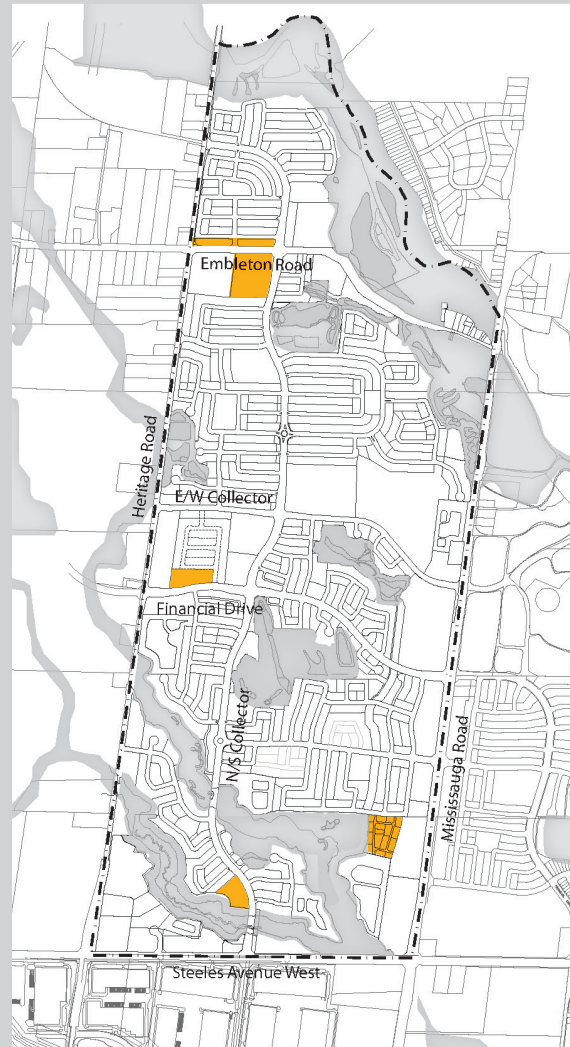 Embleton Road
Heritage Road
E/W Collector
Financial Drive
N/S Collector
Mississauga Road
Steeles Avenue West